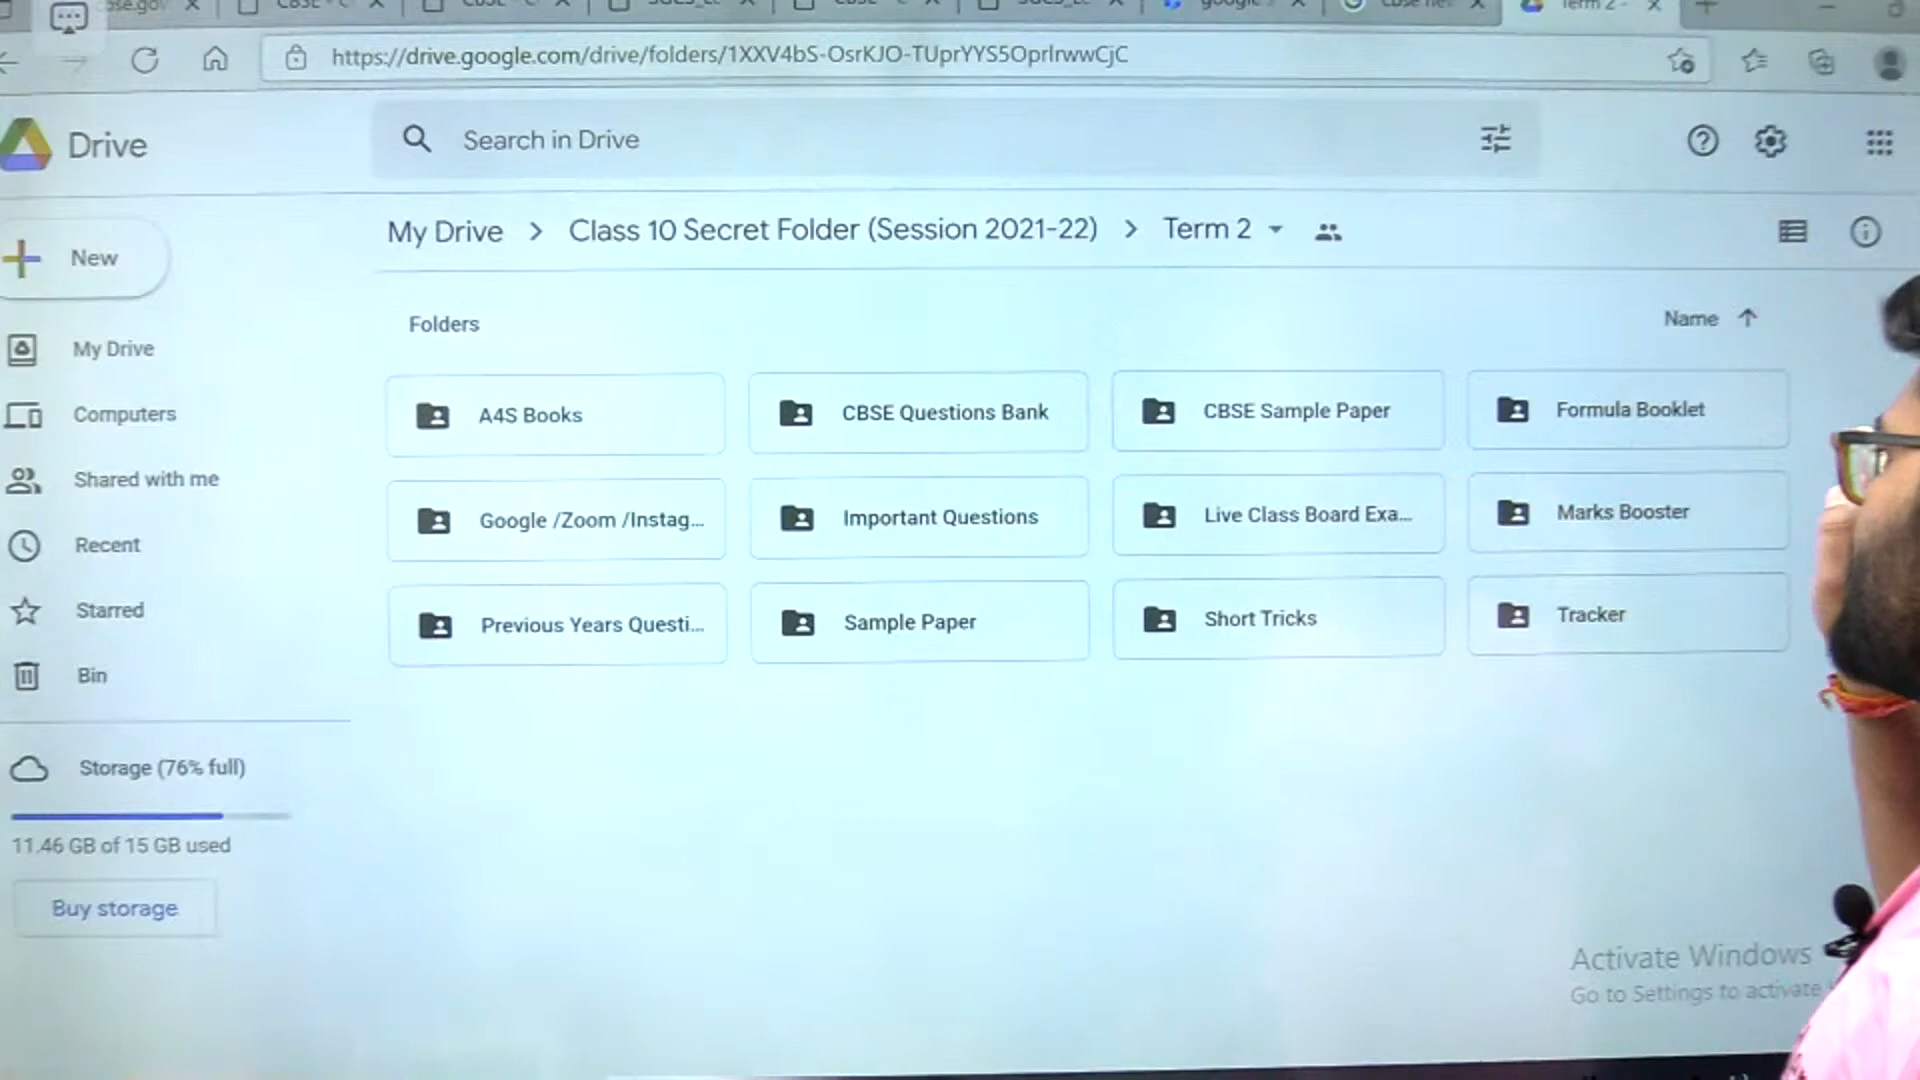 https://drive.google.com/drive/folders/1XXV4bS-OsrKJO-TUprYYS5OprlrwwCjC
Drive
Search in Drive
My Drive > Class 10 Secret Folder (Session 2021-22) > Term 2
New
Folders
Name
My Drive
Computers
Shared with me
Recent
Starred
Bin
A4S Books
CBSE Questions Bank
CBSE Sample Paper
Formula Booklet
Google /Zoom /Instag...
Important Questions
Live Class Board Exa...
Marks Booster
Previous Years Questi...
Sample Paper
Short Tricks
Tracker
Storage (76% full)
11.46 GB of 15 GB used
Buy storage
Activate Windows
Go to Settings to activate